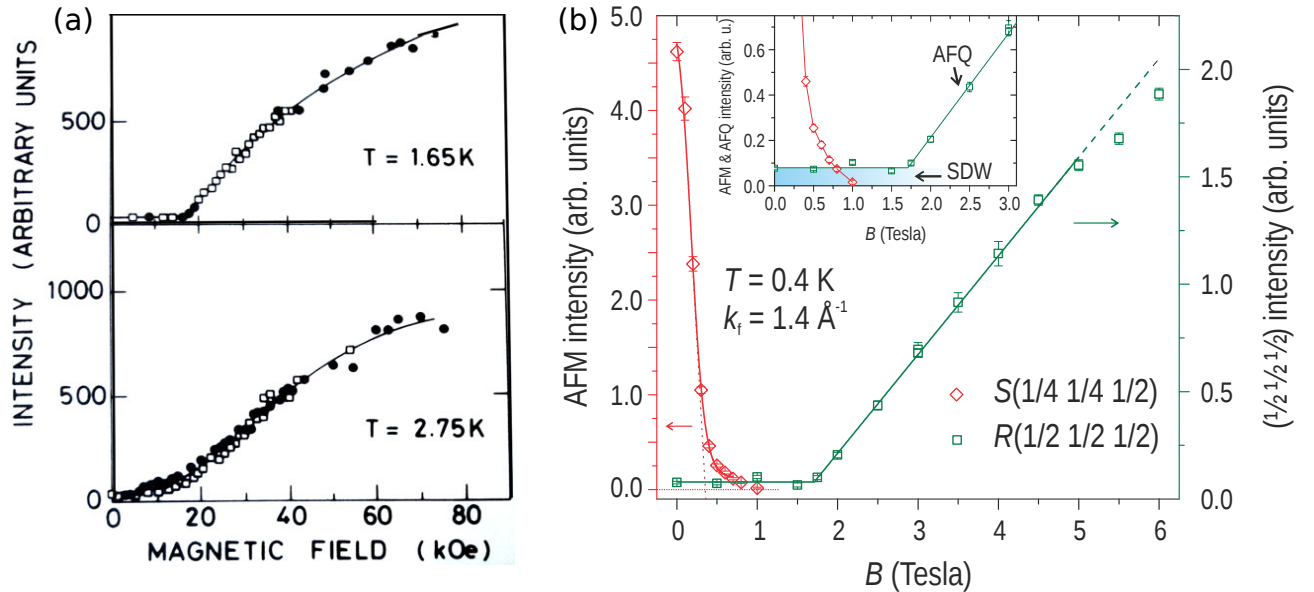 (a)
INTENSITY (ARBITRARY UNITS
500
0
T = 1.65K
1000
500
0
T = 2.75K
0 20 40 60 80
MAGNETIC FIELD (kOe)
(b)
AFM intensity (arb. units)
5.0
4.0
3.0
2.0
1.0
0.0
AFM & AFQ intensity (arb. u.)
0.6
0.4
0.2
0.0
AFQ
SDW
0.0 0.5 1.0 1.5 2.0 2.5 3.0
B (Tesla)
T = 0.4 K
kf = 1.4 Å-1
S(1/4 1/4 1/2)
R(1/2 1/2 1/2)
2.0
1.5
1.0
0.5
0.0
(½ ½ ½) intensity (arb. units)
0 1 2 3 4 5 6
B (Tesla)